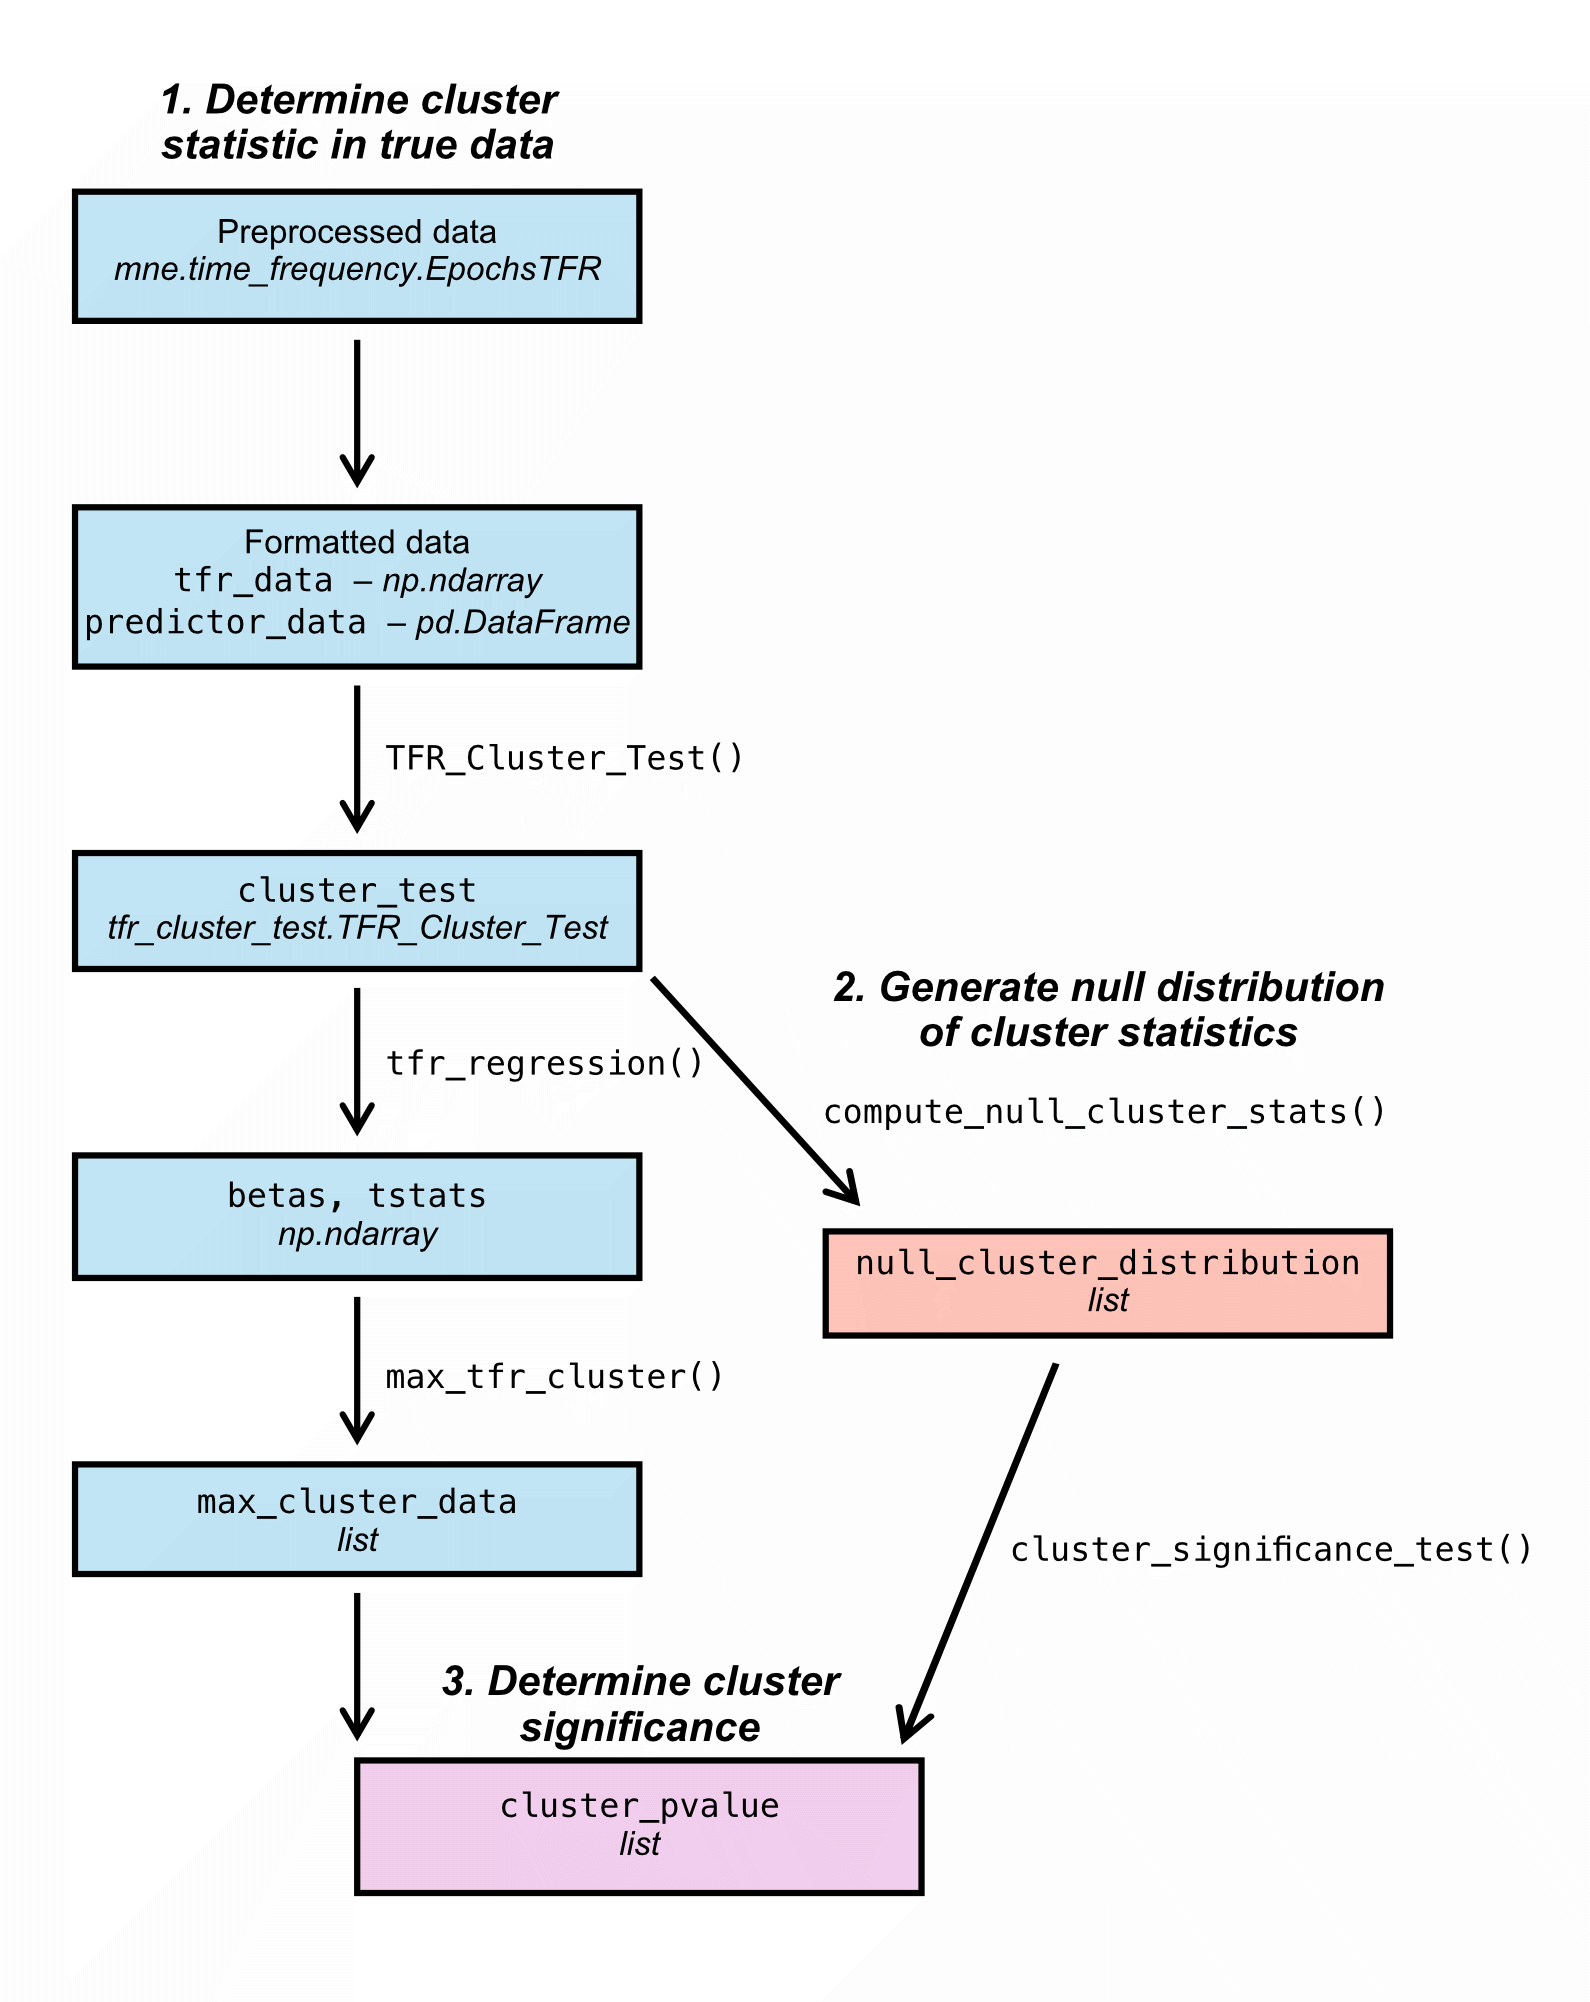 1. Determine cluster
statistic in true data
Preprocessed data
mne.time_frequency.EpochsTFR
Formatted data
tfr_data – np.ndarray
predictor_data – pd.DataFrame
TFR_Cluster_Test()
cluster_test
tfr_cluster_test.TFR_Cluster_Test
tfr_regression()
2. Generate null distribution
of cluster statistics
compute_null_cluster_stats()
betas, tstats
np.ndarray
null_cluster_distribution
list
max_tfr_cluster()
max_cluster_data
list
cluster_significance_test()
3. Determine cluster
significance
cluster_pvalue
list